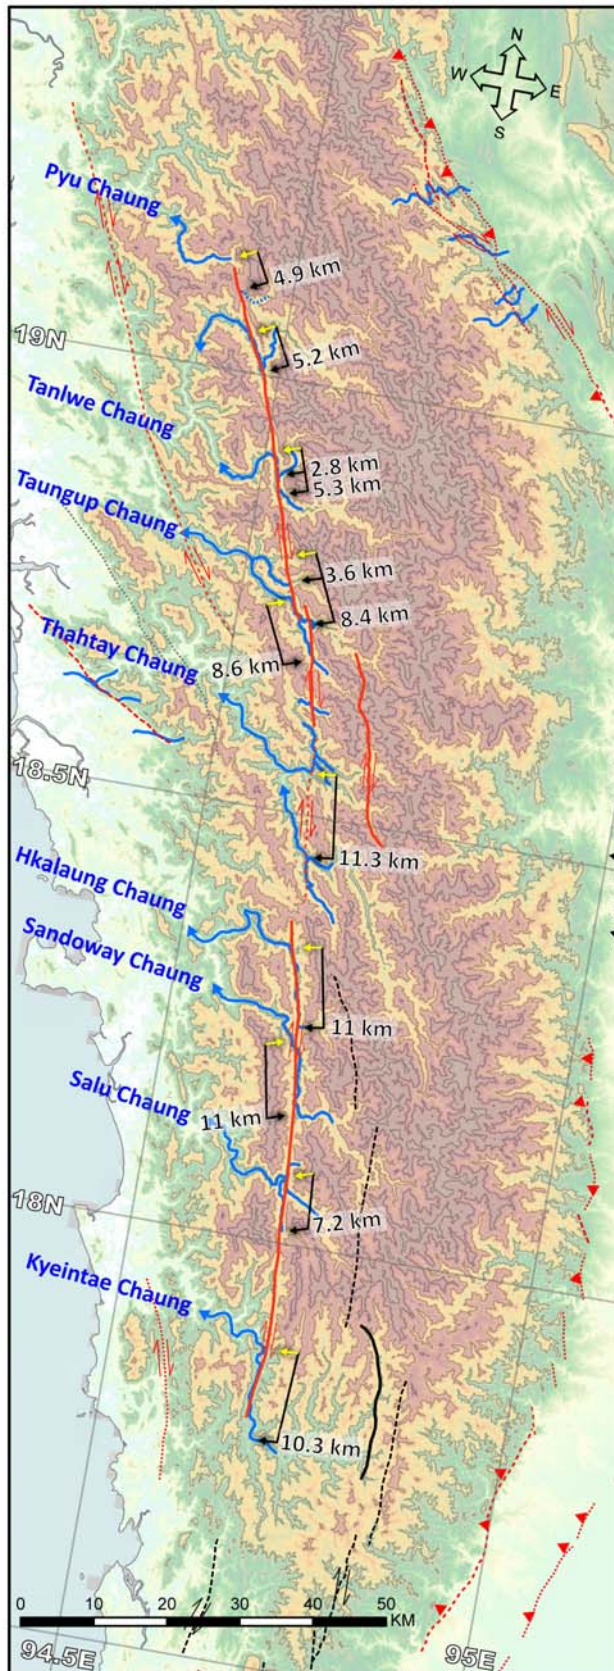 N
W
E
S
Pyu Chaung
4.9 km
19N
5.2 km
Tanlwe Chaung
2.8 km
5.3 km
Taungup Chaung
3.6 km
8.4 km
Thahtay Chaung
8.6 km
18.5N
11.3 km
Hkalaung Chaung
Sandoway Chaung
11 km
Salu Chaung
11 km
18N
7.2 km
Kyeintae Chaung
10.3 km
0 10 20 30 40 50
KM
94.5E
95E